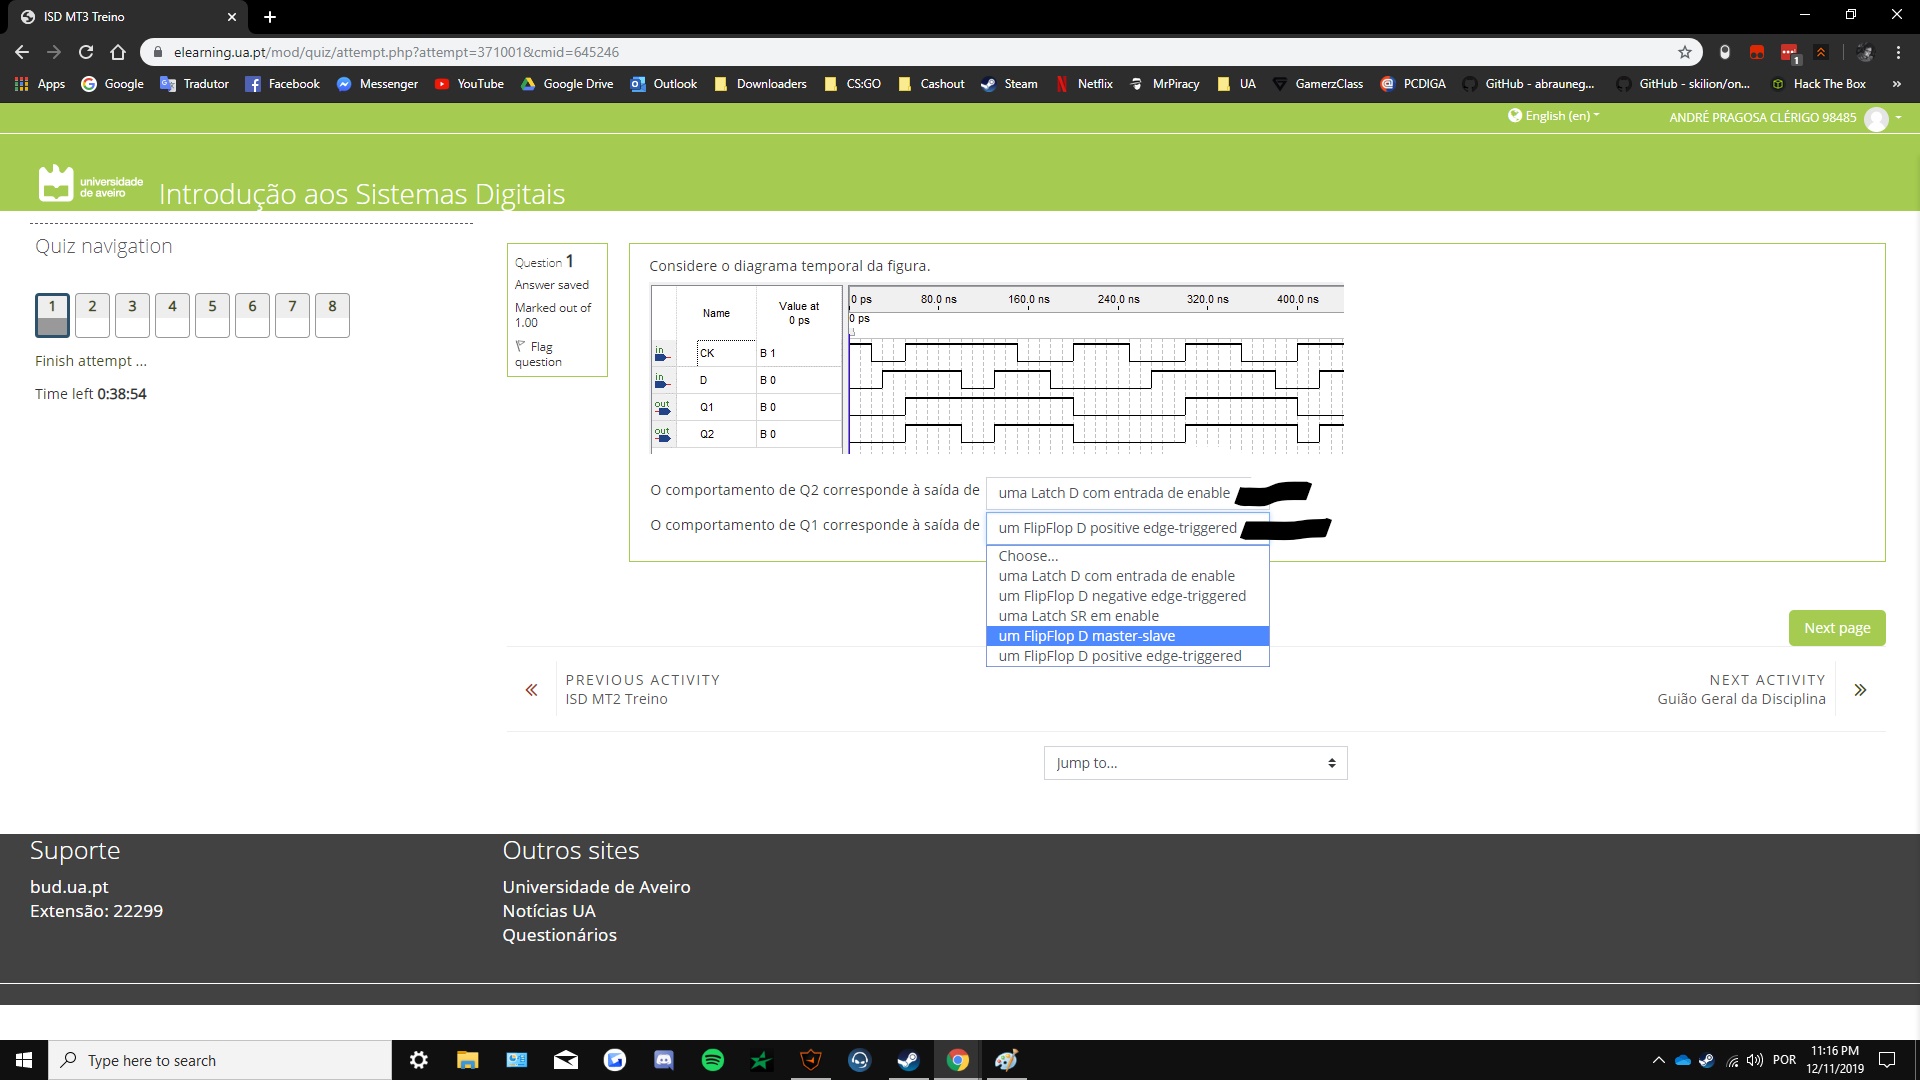 ISD MT3 Treino
elearning.ua.pt/mod/quiz/attempt.php?attempt=371001&cmid=645246
1
Apps Google Tradutor Facebook Messenger YouTube Google Drive Outlook Downloaders CS:GO Cashout Steam Netflix MrPiracy UA GamerzClass PCDIGA GitHub - abrauneg... GitHub - skilion/on... Hack The Box »
English (en)
ANDRÉ PRAGOSA CLÉRIGO 98485
universidade
de aveiro
Introdução aos Sistemas Digitais
Quiz navigation
1 2 3 4 5 6 7 8
Finish attempt ...
Time left 0:38:54
Question 1
Answer saved
Marked out of
1.00
Flag
question
Considere o diagrama temporal da figura.
Name
Value at
0 ps
0 ps 80.0 ns 160.0 ns 240.0 ns 320.0 ns 400.0 ns
0 ps
in CK B 1
in D B 0
out Q1 B 0
out Q2 B 0
O comportamento de Q2 corresponde à saída de uma Latch D com entrada de enable
O comportamento de Q1 corresponde à saída de um FlipFlop D positive edge-triggered
Choose...
uma Latch D com entrada de enable
um FlipFlop D negative edge-triggered
uma Latch SR em enable
um FlipFlop D master-slave
um FlipFlop D positive edge-triggered
Next page
PREVIOUS ACTIVITY
ISD MT2 Treino
NEXT ACTIVITY
Guião Geral da Disciplina
Jump to...
Suporte
bud.ua.pt
Extensão: 22299
Outros sites
Universidade de Aveiro
Notícias UA
Questionários
Type here to search
POR
11:16 PM
12/11/2019